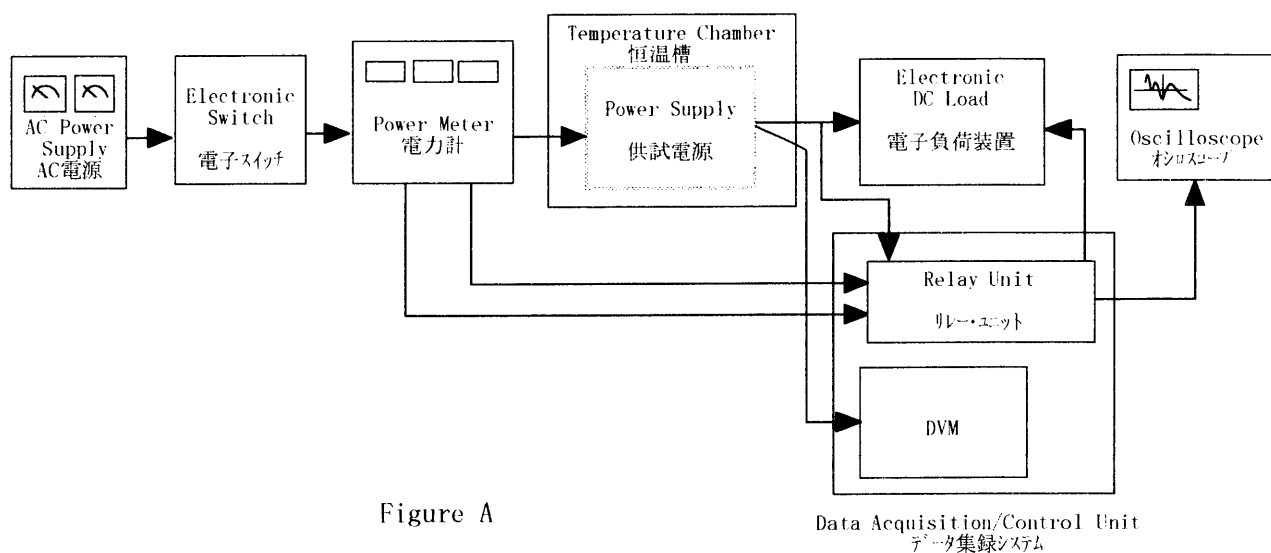 AC Power
Supply
AC電源
Electronic
Switch
電子スイッチ
Power Meter
電力計
Temperature Chamber
恒温槽
Power Supply
供試電源
Electronic
DC Load
電子負荷装置
Oscilloscope
オシロスコープ
Relay Unit
リレー・ユニット
DVM
Figure A
Data Acquisition/Control Unit
データ集録システム